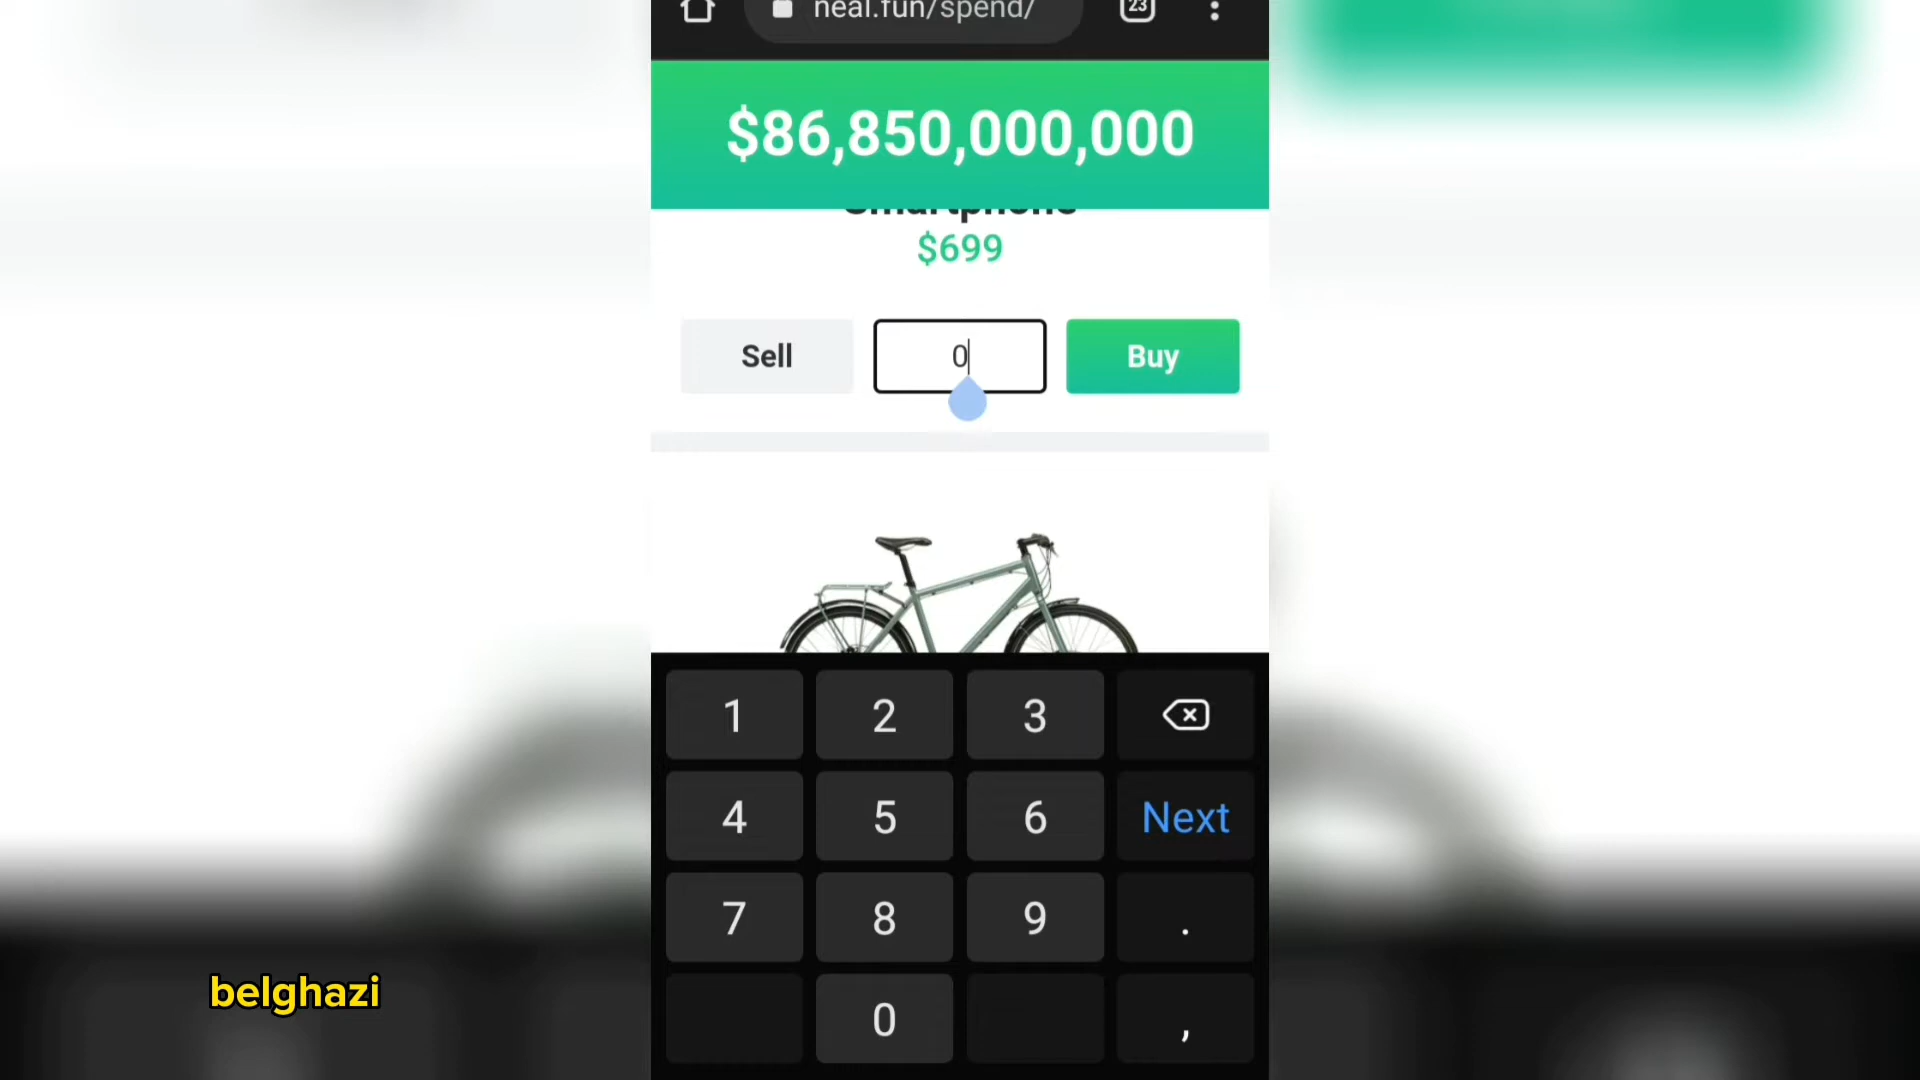 neal.fun/spend/
23
$86,850,000,000
Smartphone
$699
Sell
0
Buy
1
2
3
4
5
6
Next
7
8
9
.
0
,
belghazi